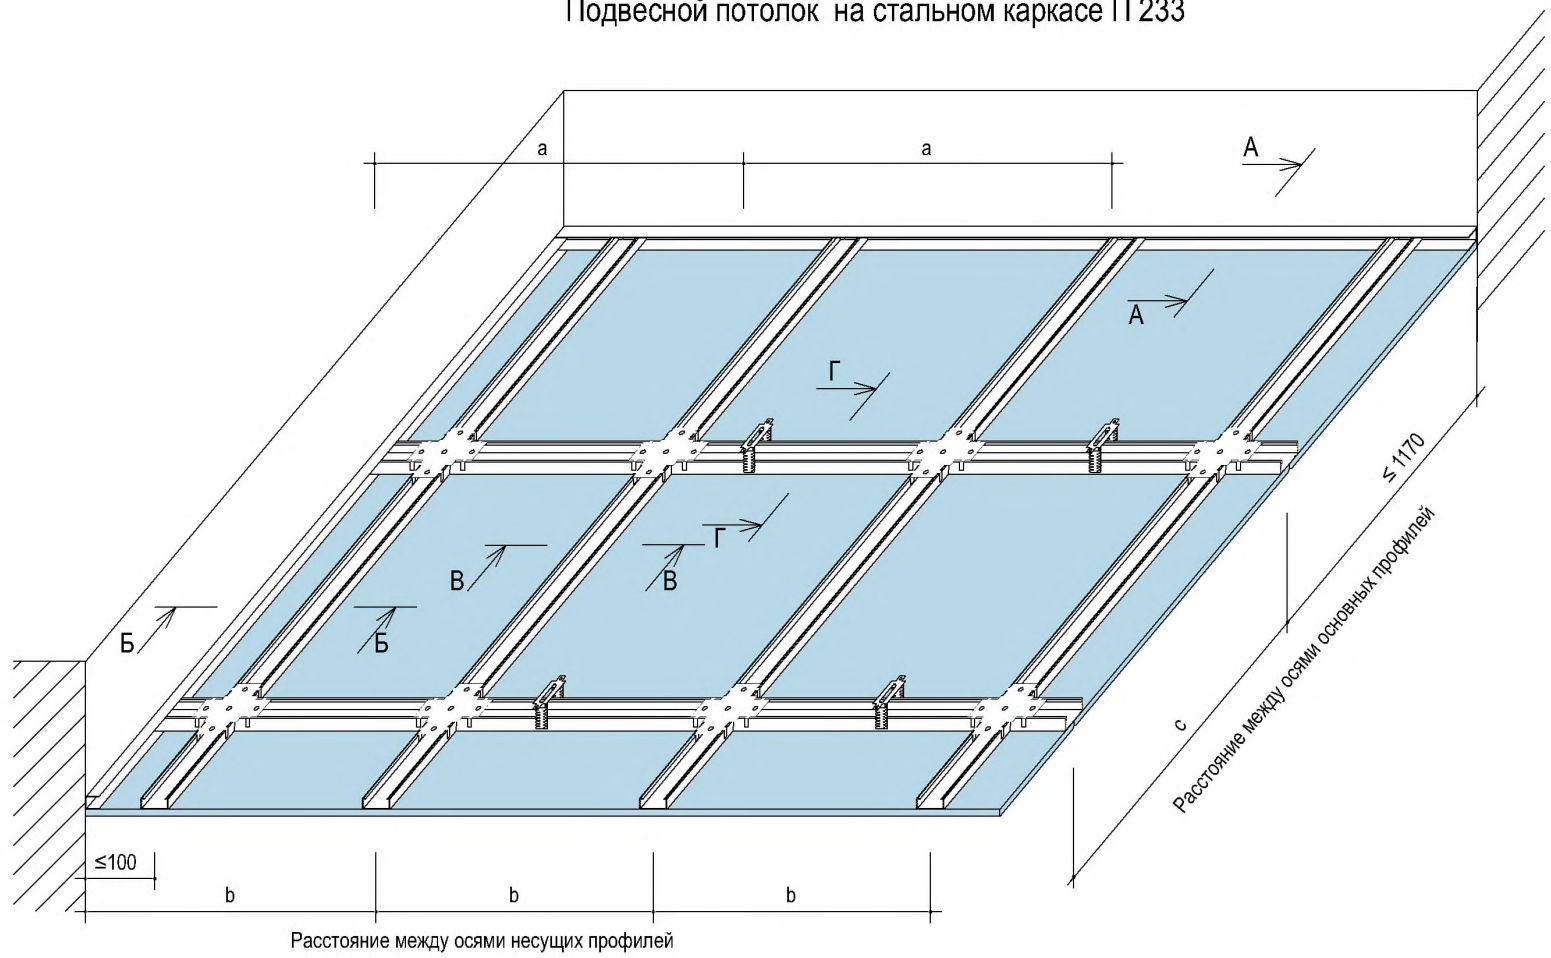 Подвесной потолок на стальном каркасе П 233
a
a
А
А
Г
Г
В
В
Б
Б
≤ 1170
c
Расстояние между осями основных профилей
≤100
b
b
b
Расстояние между осями несущих профилей